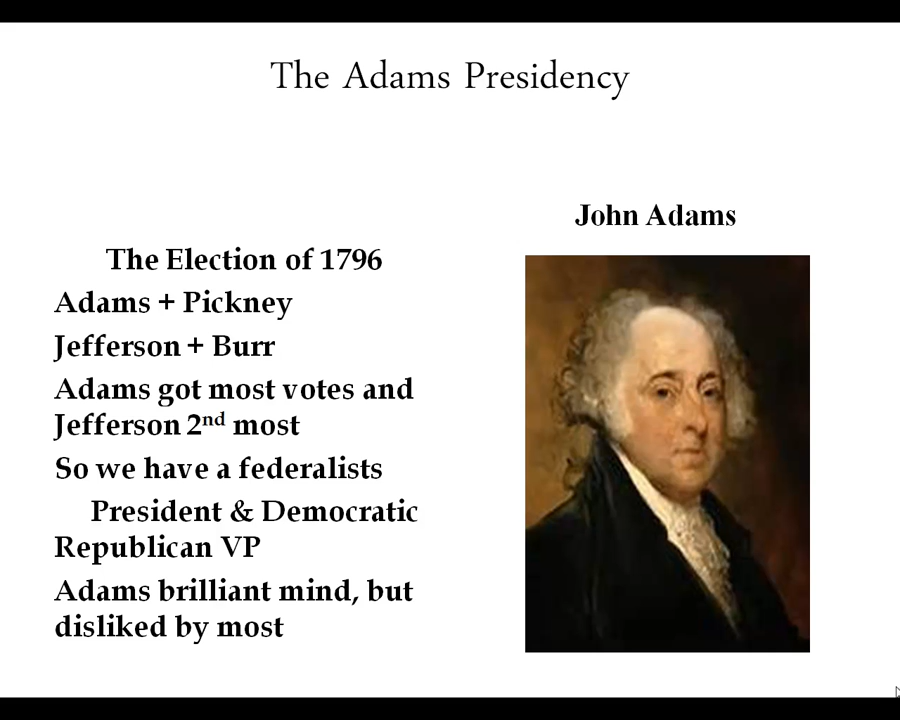 The Adams Presidency
John Adams
The Election of 1796
Adams + Pickney
Jefferson + Burr
Adams got most votes and
Jefferson 2nd most
So we have a federalists
President & Democratic
Republican VP
Adams brilliant mind, but
disliked by most